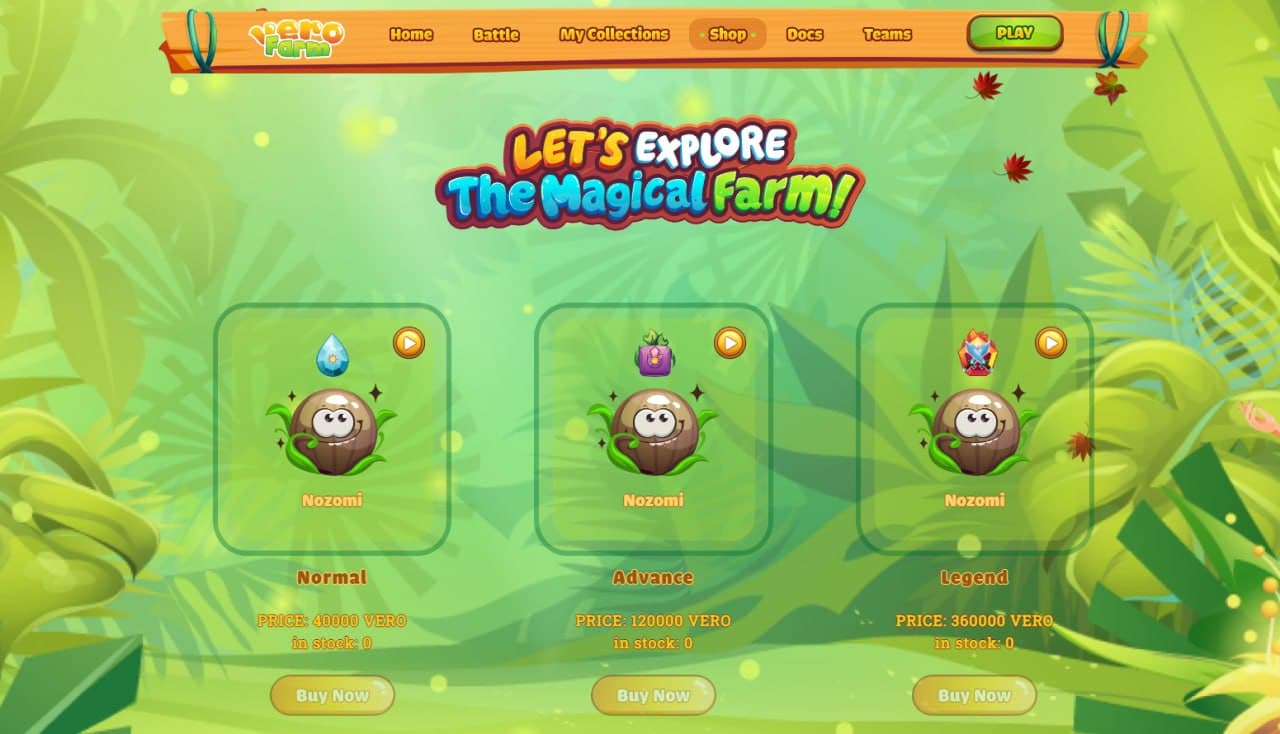 Vero Farm
Home Battle My Collections Shop Docs Teams PLAY
LET'S EXPLORE
The Magical Farm!
Nozomi Nozomi Nozomi
Normal Advance Legend
PRICE: 40000 VERO PRICE: 120000 VERO PRICE: 360000 VERO
in stock: 0 in stock: 0 in stock: 0
Buy Now Buy Now Buy Now